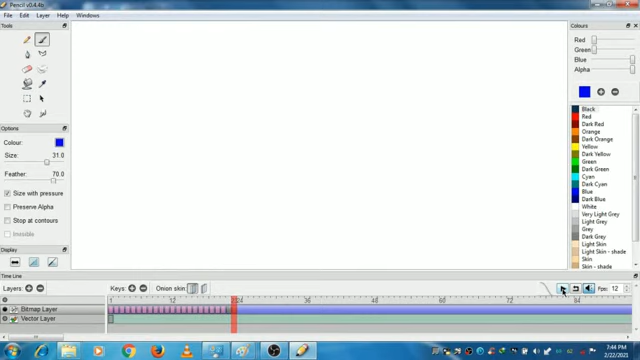 Pencil v0.4.4b
File Edit Layer Help Windows
Tools
Options
Colour:
Size: 31.0
Feather: 70.0
Size with pressure
Preserve Alpha
Stop at contours
Invisible
Display
Colours
Red
Green
Blue
Alpha
Black
Red
Dark Red
Orange
Dark Orange
Yellow
Dark Yellow
Green
Dark Green
Cyan
Dark Cyan
Blue
Dark Blue
White
Very Light Grey
Light Grey
Grey
Dark Grey
Light Skin
Light Skin - shade
Skin
Skin - shade
Time Line
Layers: Keys: Onion skin: Fps: 12
1 12 24 36 48 60 72 84
Bitmap Layer
Vector Layer
7:44 PM
2/22/2021